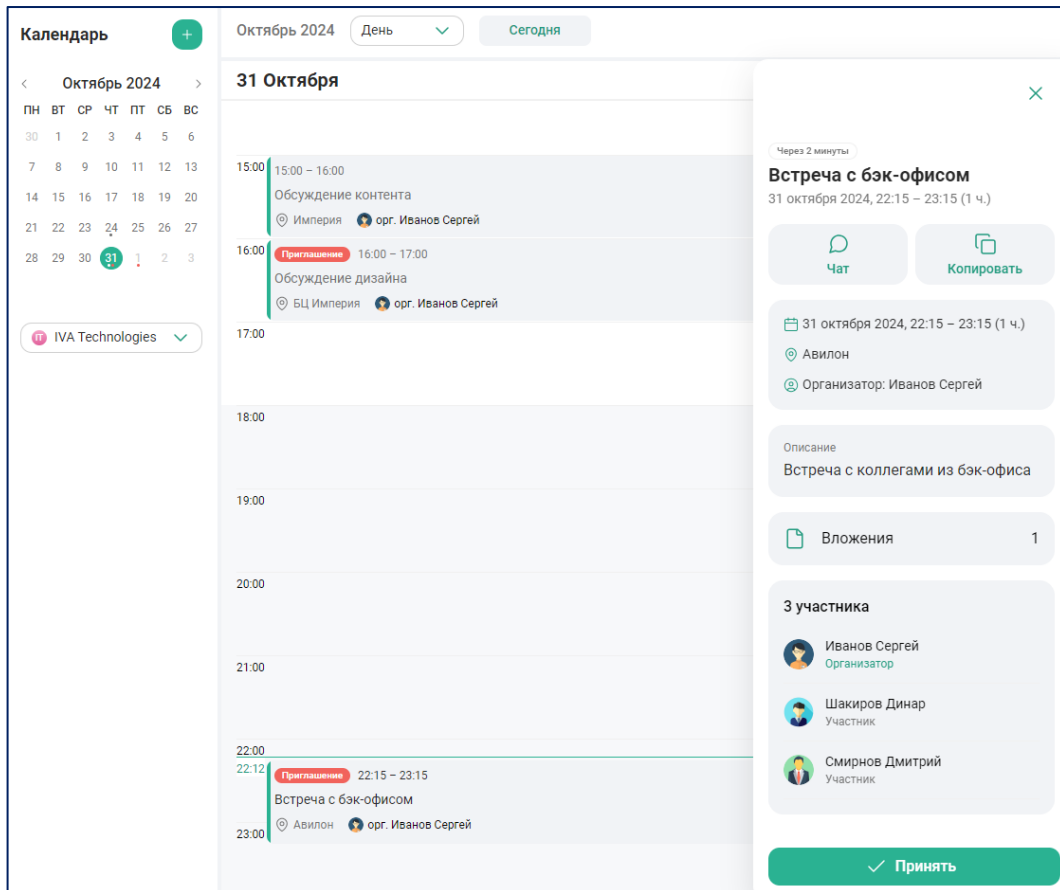 Календарь
+
Октябрь 2024
ПН ВТ СР ЧТ ПТ СБ ВС
30 1 2 3 4 5 6
7 8 9 10 11 12 13
14 15 16 17 18 19 20
21 22 23 24 25 26 27
28 29 30 31 1 2 3
IT IVA Technologies
Октябрь 2024 День Сегодня
31 Октября
15:00 15:00 – 16:00
Обсуждение контента
Империя орг. Иванов Сергей
16:00 Приглашение 16:00 – 17:00
Обсуждение дизайна
БЦ Империя орг. Иванов Сергей
17:00
18:00
19:00
20:00
21:00
22:00
22:12 Приглашение 22:15 – 23:15
Встреча с бэк-офисом
Авилон орг. Иванов Сергей
23:00
Через 2 минуты
Встреча с бэк-офисом
31 октября 2024, 22:15 – 23:15 (1 ч.)
Чат Копировать
31 октября 2024, 22:15 – 23:15 (1 ч.)
Авилон
Организатор: Иванов Сергей
Описание
Встреча с коллегами из бэк-офиса
Вложения 1
3 участника
Иванов Сергей
Организатор
Шакиров Динар
Участник
Смирнов Дмитрий
Участник
Принять